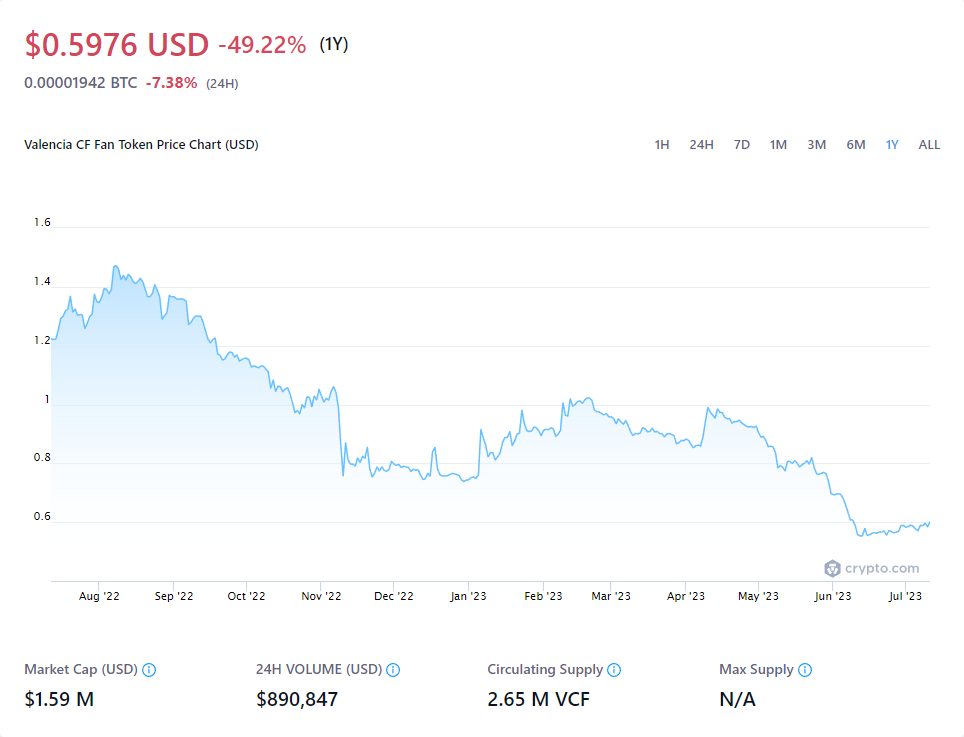 $0.5976 USD -49.22% (1Y)
0.00001942 BTC -7.38% (24H)
Valencia CF Fan Token Price Chart (USD) 1H 24H 7D 1M 3M 6M 1Y ALL
1.6
1.4
1.2
1
0.8
0.6
crypto.com
Aug '22 Sep '22 Oct '22 Nov '22 Dec '22 Jan '23 Feb '23 Mar '23 Apr '23 May '23 Jun '23 Jul '23
Market Cap (USD) 24H VOLUME (USD) Circulating Supply Max Supply
$1.59 M $890,847 2.65 M VCF N/A